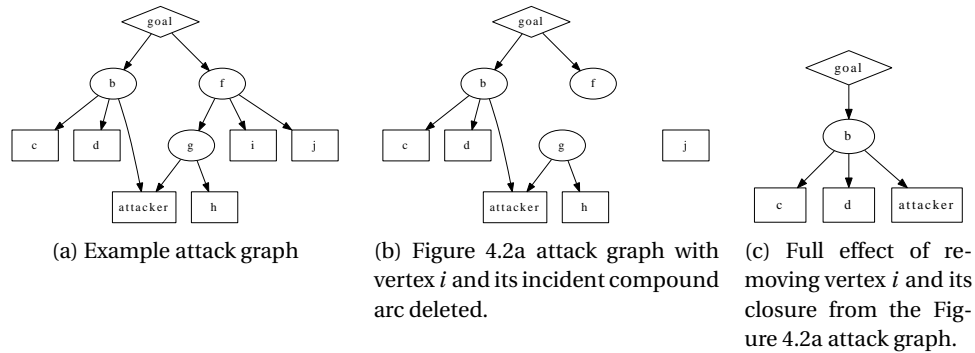 goal
b
f
c
d
g
i
j
attacker
h
(a) Example attack graph
goal
b
f
c
d
g
j
attacker
h
(b) Figure 4.2a attack graph with
vertex i and its incident compound
arc deleted.
goal
b
c
d
attacker
(c) Full effect of re-
moving vertex i and its
closure from the Fig-
ure 4.2a attack graph.